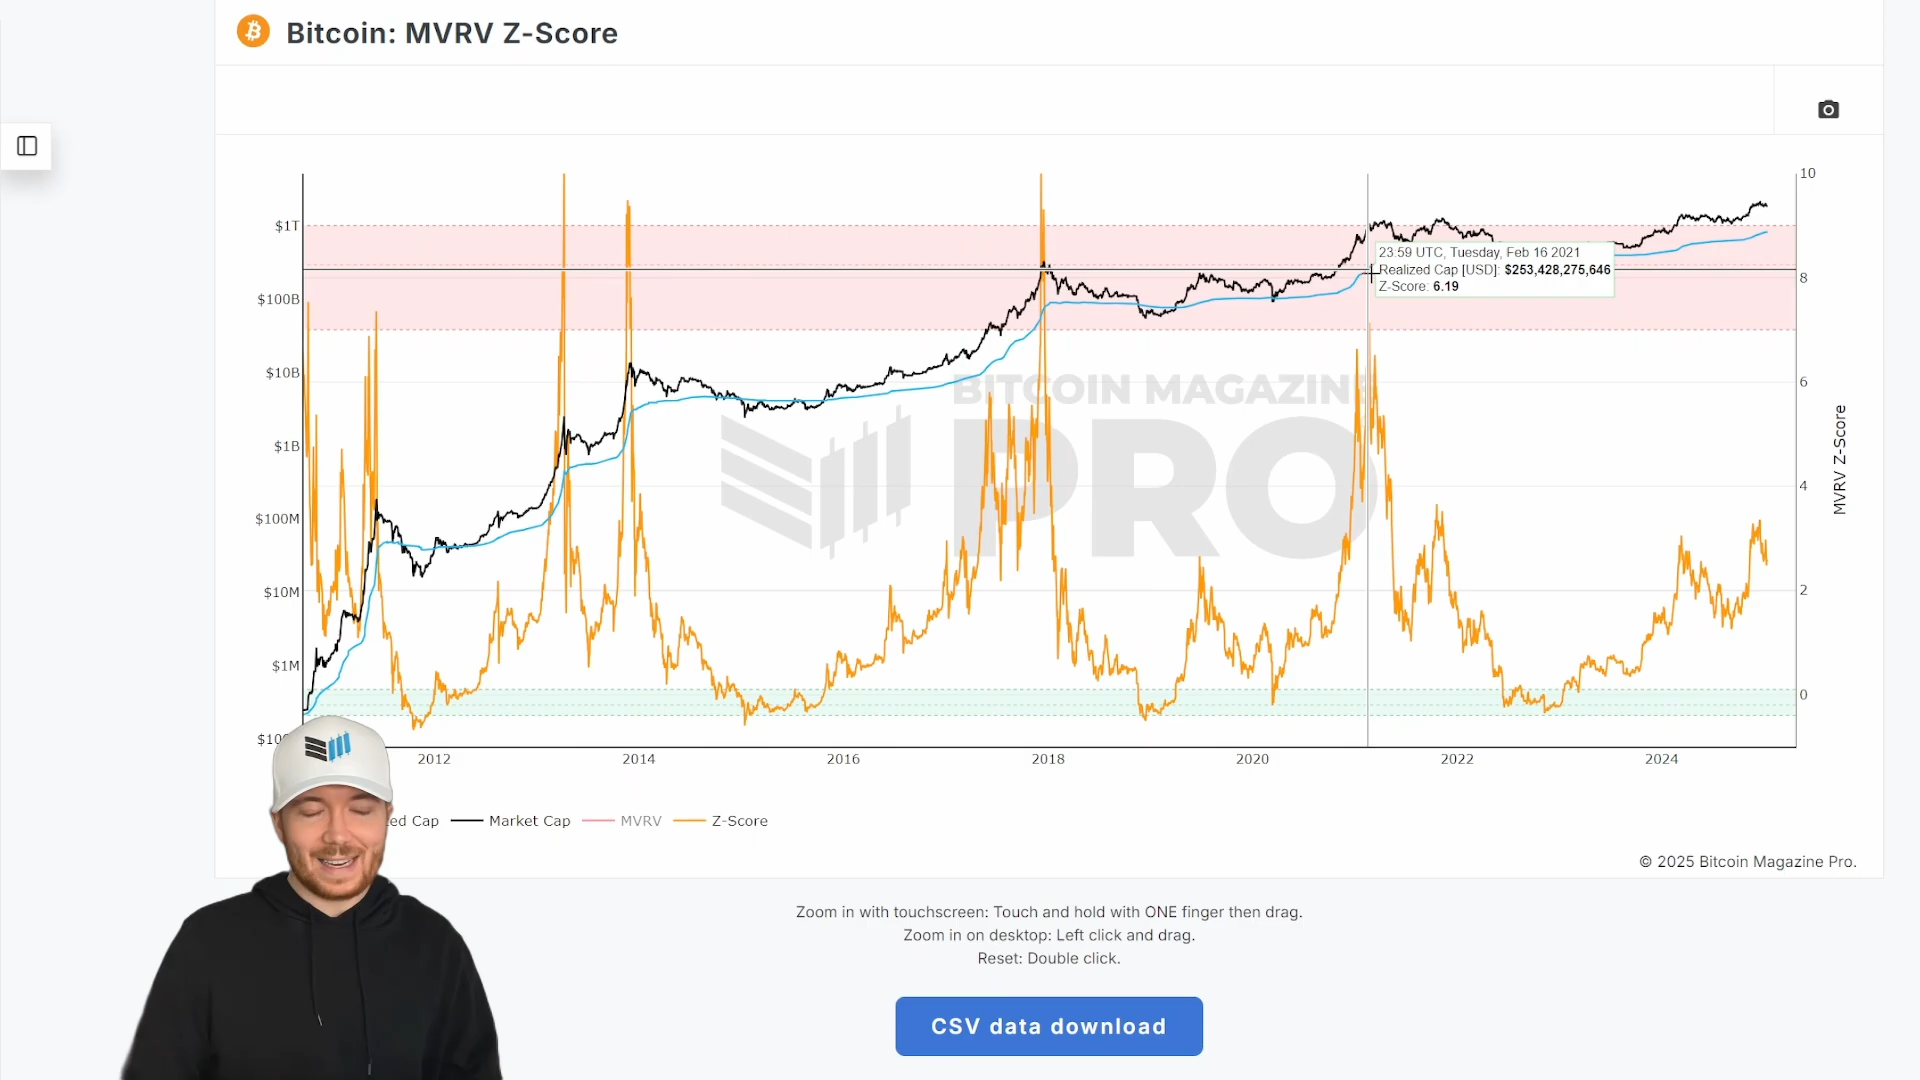 Bitcoin: MVRV Z-Score
10
$1T
23:59 UTC, Tuesday, Feb 16 2021
Realized Cap [USD]: $253,428,275,646
8
Z-Score: 6.19
$100B
$10B
6
BITCOIN MAGAZINE
PRO
$1B
4
MVRV Z-Score
$100M
$10M
2
$1M
0
2012
2014
2016
2018
2020
2022
2024
Cap
Market Cap
MVRV
Z-Score
© 2025 Bitcoin Magazine Pro.
Zoom in with touchscreen: Touch and hold with ONE finger then drag.
Zoom in on desktop: Left click and drag.
Reset: Double click.
CSV data download